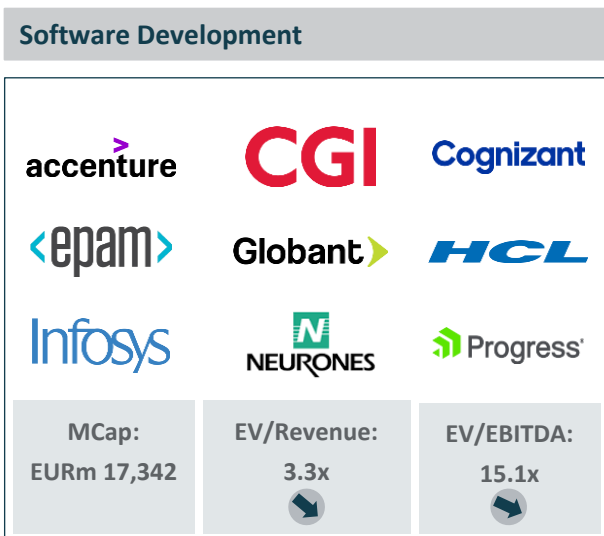 Software Development
accenture
CGI
Cognizant
<epam>
Globant
HCL
Infosys
N
NEURONES
Progress
MCap:
EURm 17,342
EV/Revenue:
3.3x
EV/EBITDA:
15.1x